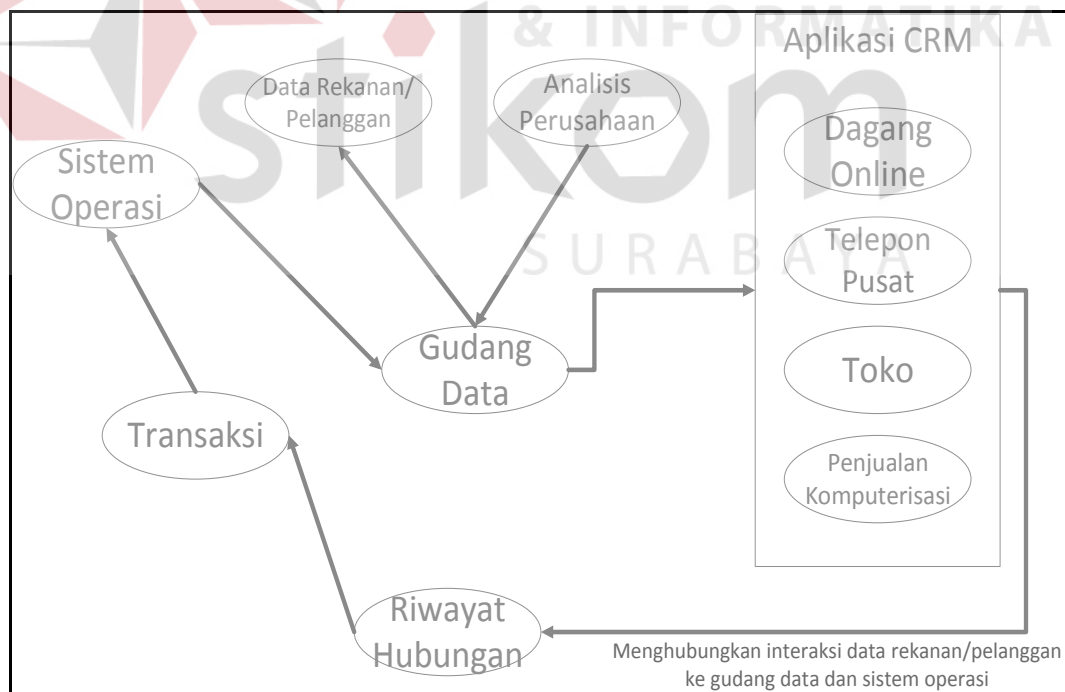 & INFORMATIKA
Aplikasi CRM
stikom
SURABAYA
Data Rekanan/
Pelanggan
Analisis
Perusahaan
Dagang
Online
Sistem
Operasi
Telepon
Pusat
Gudang
Data
Toko
Transaksi
Penjualan
Komputerisasi
Riwayat
Hubungan
Menghubungkan interaksi data rekanan/pelanggan
ke gudang data dan sistem operasi